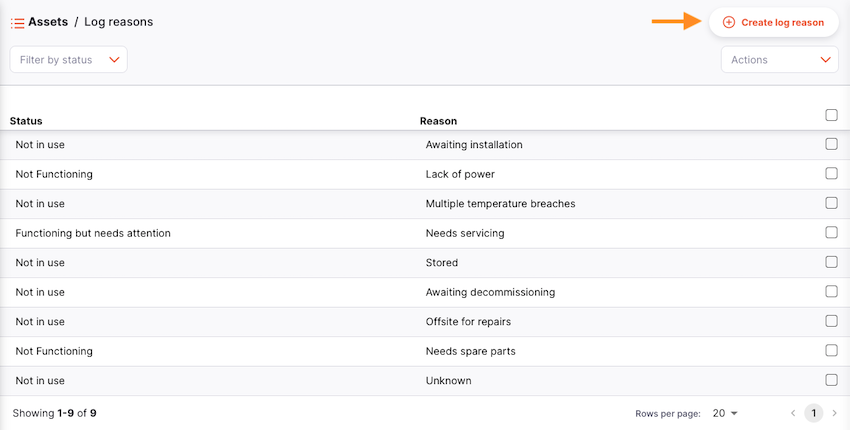 Assets / Log reasons
Create log reason
Filter by status
Actions
Status Reason
Not in use Awaiting installation
Not Functioning Lack of power
Not in use Multiple temperature breaches
Functioning but needs attention Needs servicing
Not in use Stored
Not in use Awaiting decommissioning
Not in use Offsite for repairs
Not Functioning Needs spare parts
Not in use Unknown
Showing 1-9 of 9 Rows per page: 20 1